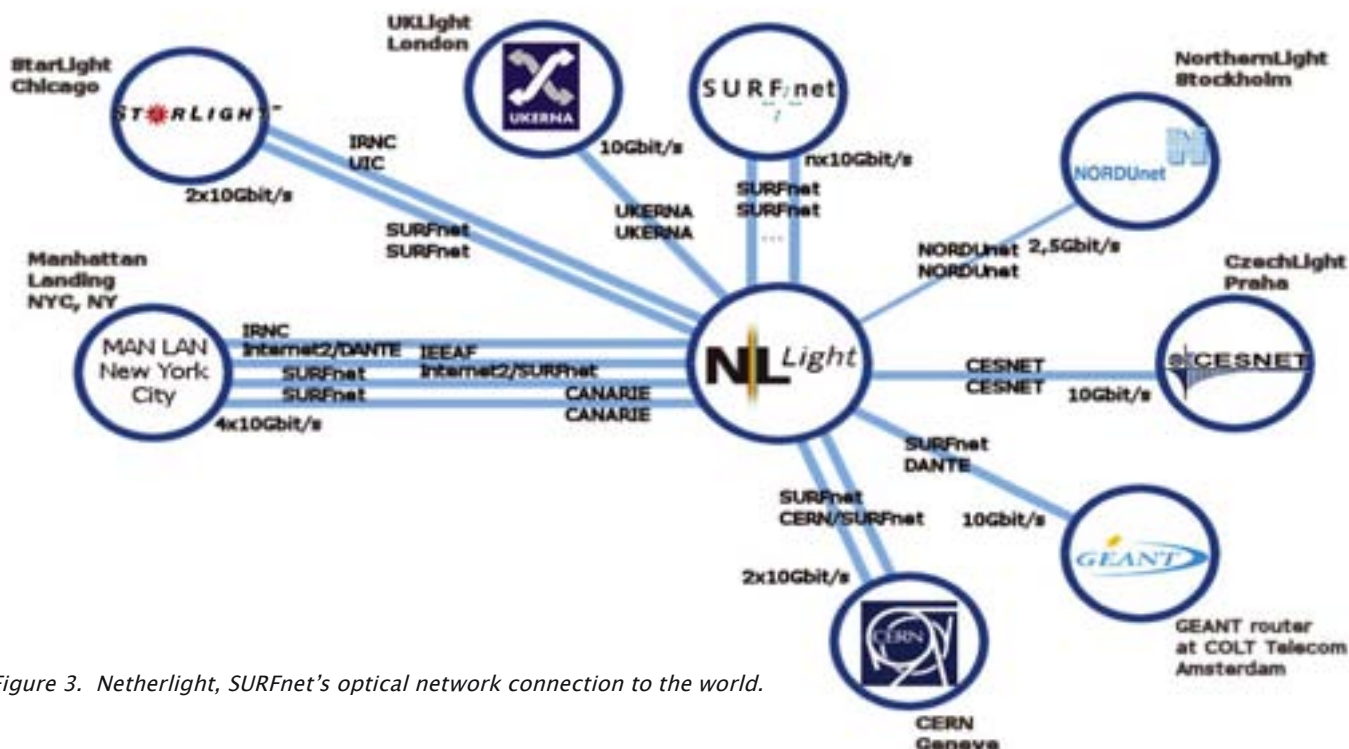 StarLight
Chicago
STARLIGHT™
2x10Gbit/s
IRNC
UIC
SURFnet
SURFnet
UKLight
London
UKERNA
10Gbit/s
UKERNA
UKERNA
SURFnet
nx10Gbit/s
SURFnet
SURFnet
...
NorthernLight
Stockholm
NORDUnet
N
2,5Gbit/s
NORDUnet
NORDUnet
Manhattan
Landing
NYC, NY
MAN LAN
New York
City
4x10Gbit/s
IRNC
Internet2/DANTE
SURFnet
SURFnet
IEEAF
Internet2/SURFnet
CANARIE
CANARIE
NL Light
CzechLight
Praha
CESNET
10Gbit/s
CESNET
CESNET
SURFnet
DANTE
10Gbit/s
GEANT
GEANT router
at COLT Telecom
Amsterdam
SURFnet
CERN/SURFnet
2x10Gbit/s
CERN
CERN
Geneve
Figure 3. Netherlight, SURFnet's optical network connection to the world.